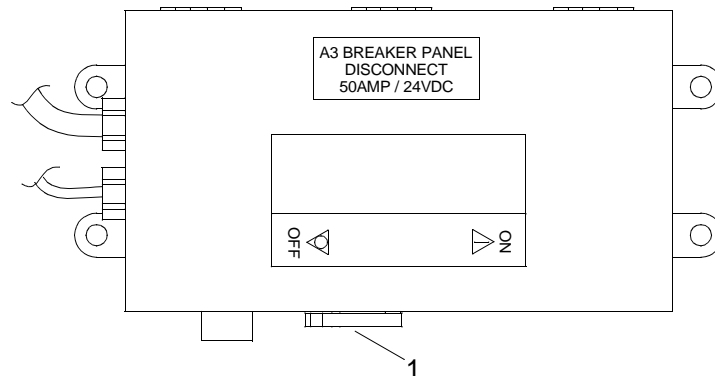 A3 BREAKER PANEL
DISCONNECT
50AMP / 24VDC
OFF
ON
1